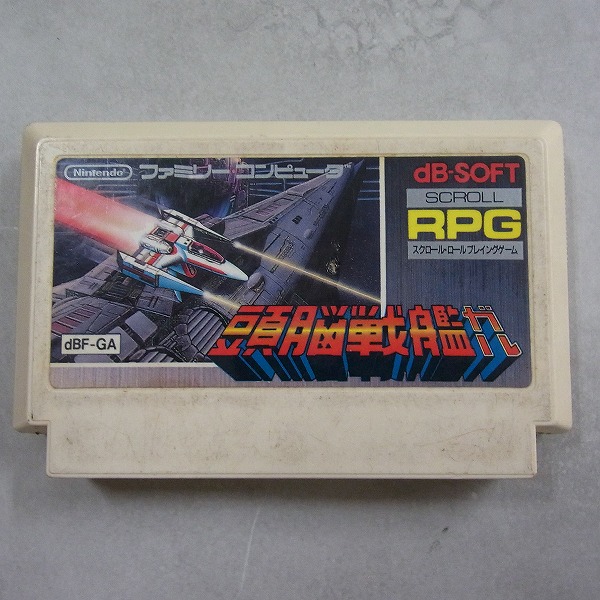 Nintendo® ファミリーコンピュータ™
dB-SOFT
SCROLL
RPG
スクロール・ロールプレイングゲーム
頭脳戦艦ガル
dBF-GA